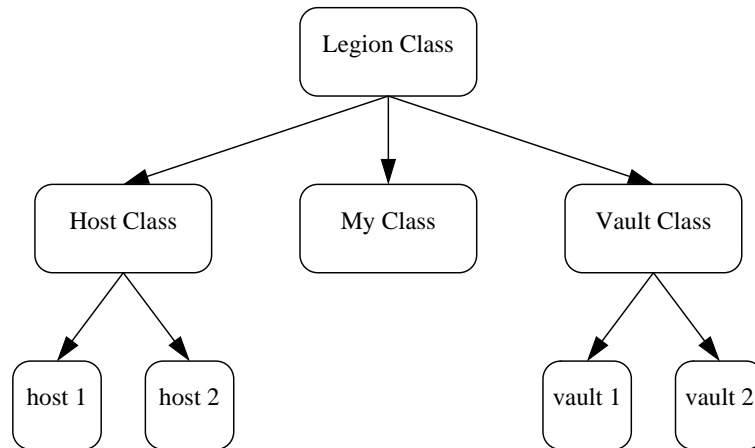 Legion Class
Host Class
My Class
Vault Class
host 1
host 2
vault 1
vault 2